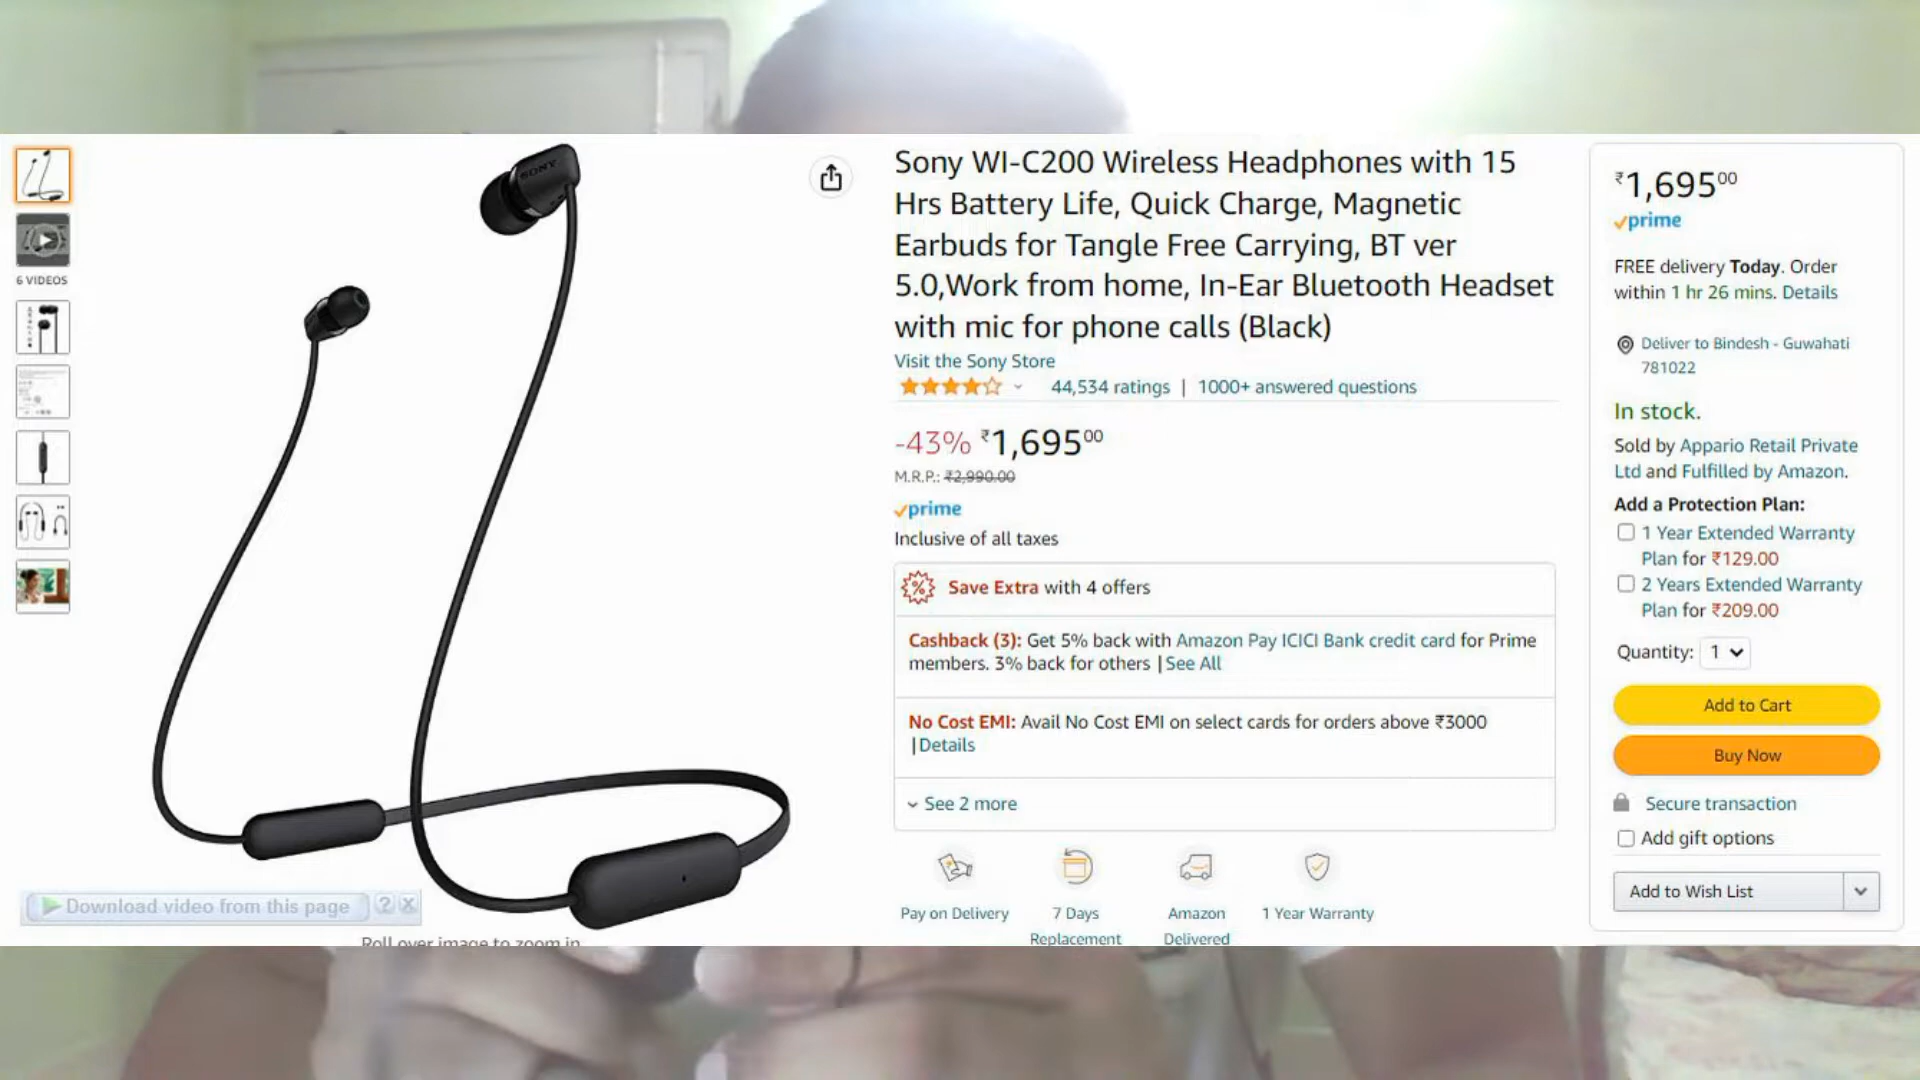 SONY
6 VIDEOS
Sony WI-C200 Wireless Headphones with 15
Hrs Battery Life, Quick Charge, Magnetic
Earbuds for Tangle Free Carrying, BT ver
5.0,Work from home, In-Ear Bluetooth Headset
with mic for phone calls (Black)
Visit the Sony Store
44,534 ratings | 1000+ answered questions
-43% ₹1,695⁰⁰
M.R.P.: ₹2,990.00
prime
Inclusive of all taxes
Save Extra with 4 offers
Cashback (3): Get 5% back with Amazon Pay ICICI Bank credit card for Prime
members. 3% back for others | See All
No Cost EMI: Avail No Cost EMI on select cards for orders above ₹3000
| Details
See 2 more
Pay on Delivery
7 Days
Replacement
Amazon
Delivered
1 Year Warranty
Download video from this page ? X
Roll over image to zoom in
₹1,695⁰⁰
prime
FREE delivery Today. Order
within 1 hr 26 mins. Details
Deliver to Bindesh - Guwahati
781022
In stock.
Sold by Appario Retail Private
Ltd and Fulfilled by Amazon.
Add a Protection Plan:
1 Year Extended Warranty
Plan for ₹129.00
2 Years Extended Warranty
Plan for ₹209.00
Quantity: 1
Add to Cart
Buy Now
Secure transaction
Add gift options
Add to Wish List